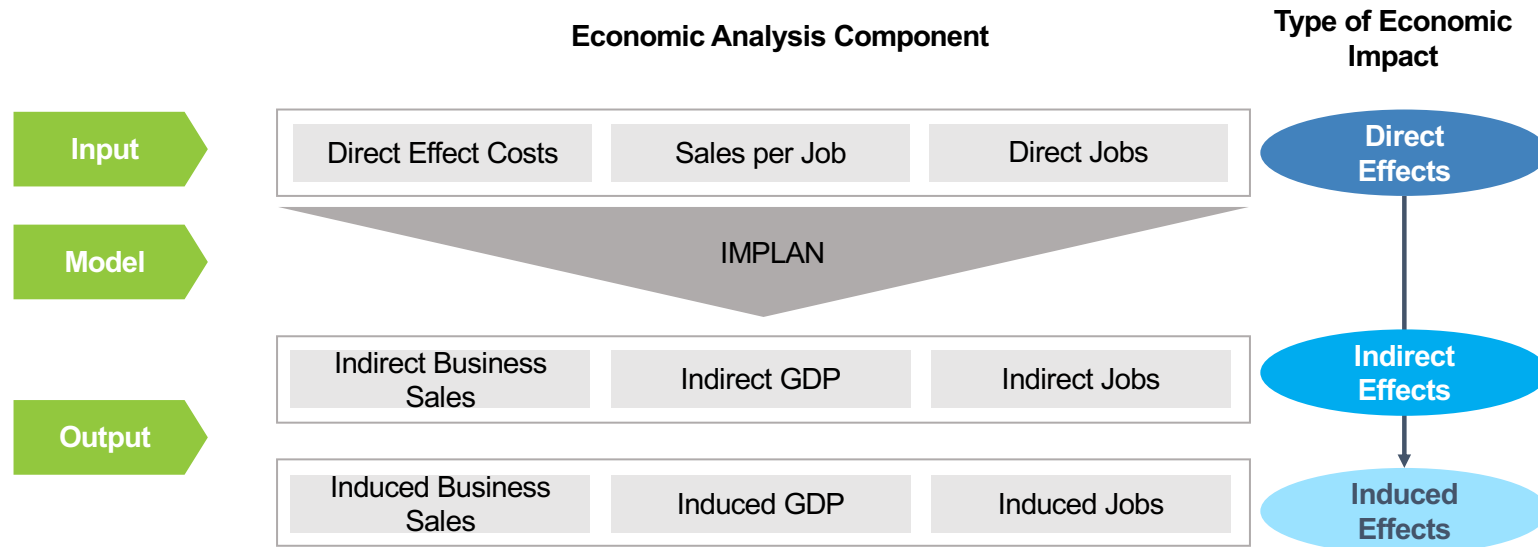 Economic Analysis Component
Type of Economic
Impact
Input
Direct Effect Costs
Sales per Job
Direct Jobs
Direct
Effects
Model
IMPLAN
Indirect Business
Sales
Indirect GDP
Indirect Jobs
Indirect
Effects
Output
Induced Business
Sales
Induced GDP
Induced Jobs
Induced
Effects